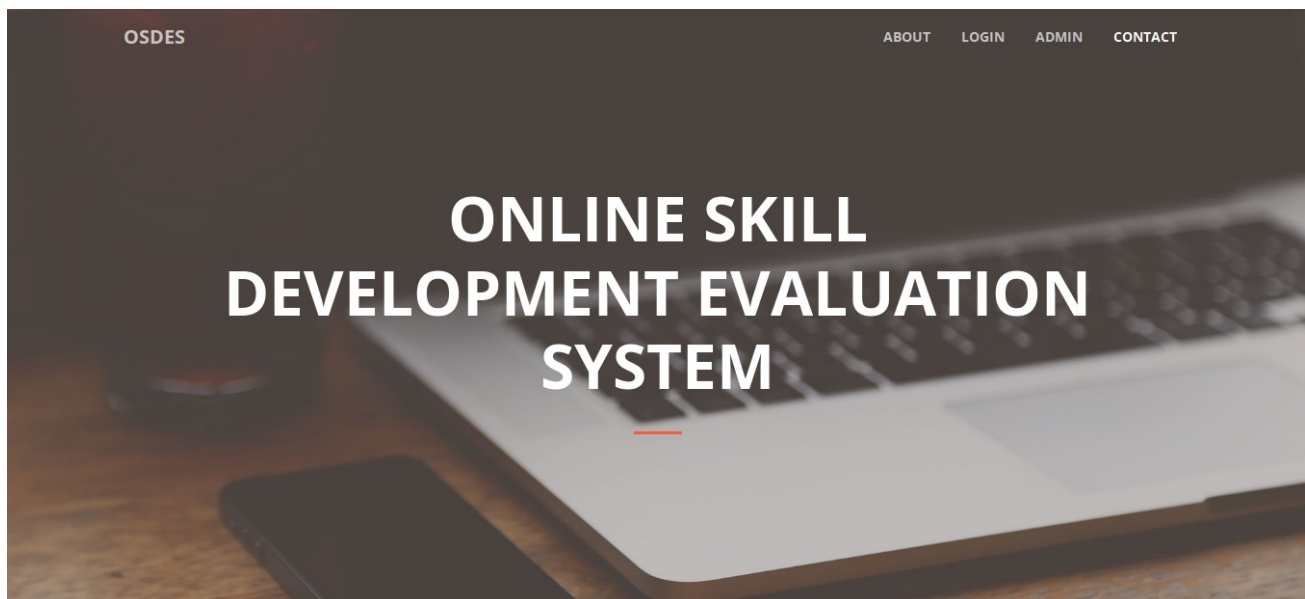 OSDES
ABOUT LOGIN ADMIN CONTACT
ONLINE SKILL
DEVELOPMENT EVALUATION
SYSTEM